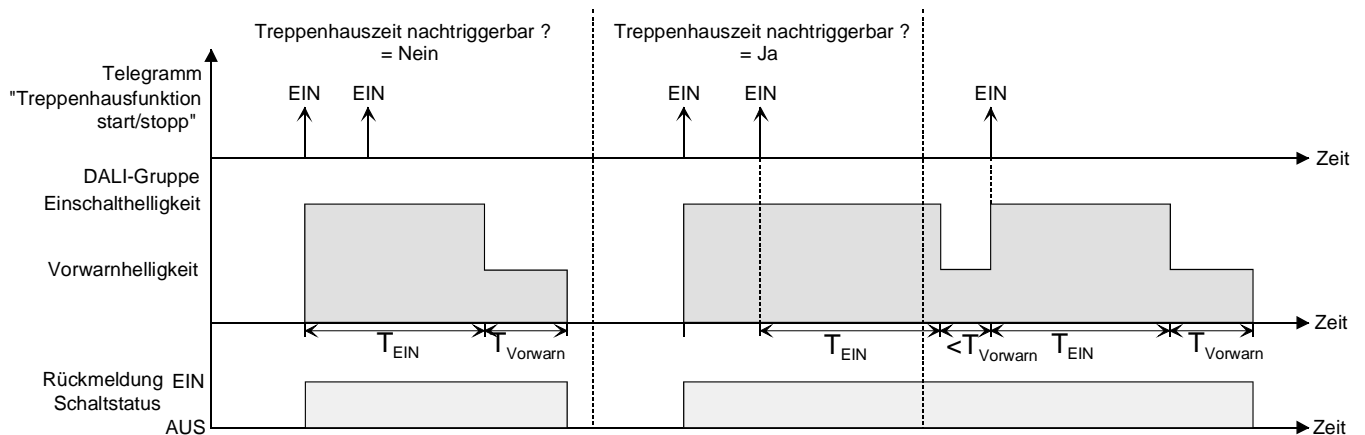 Treppenhauszeit nachtriggerbar ?
= Nein
Treppenhauszeit nachtriggerbar ?
= Ja
Telegramm
"Treppenhausfunktion
start/stopp"
EIN
EIN
EIN
EIN
EIN
Zeit
DALI-Gruppe
Einschalthelligkeit
Vorwarnhelligkeit
Zeit
TEIN
TVorwarn
TEIN
<TVorwarn
TEIN
TVorwarn
Rückmeldung EIN
Schaltstatus
AUS
Zeit